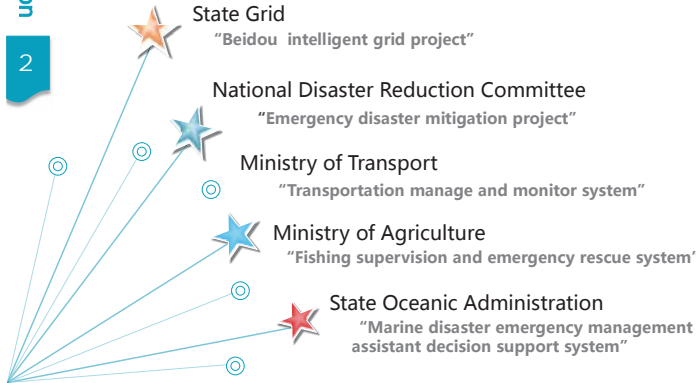 on
2
State Grid
“Beidou intelligent grid project”
National Disaster Reduction Committee
“Emergency disaster mitigation project”
Ministry of Transport
“Transportation manage and monitor system”
Ministry of Agriculture
“Fishing supervision and emergency rescue system’
State Oceanic Administration
“Marine disaster emergency management
assistant decision support system”